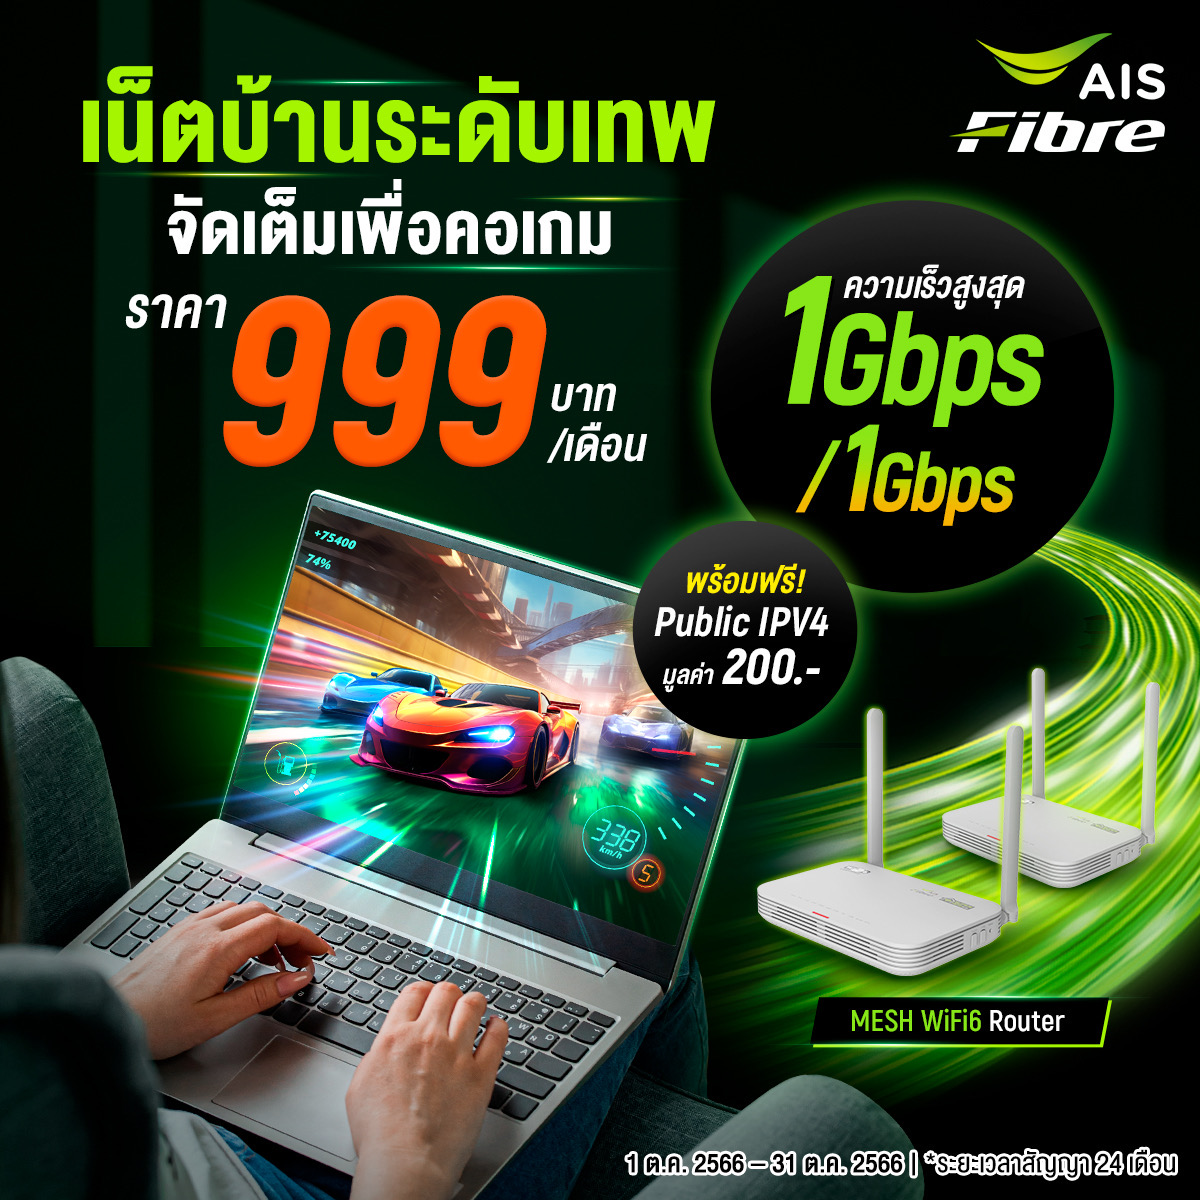 AIS
Fibre
เน็ตบ้านระดับเทพ
จัดเต็มเพื่อคอเกม
ราคา 999 บาท
/เดือน
ความเร็วสูงสุด
1Gbps
/1Gbps
พร้อมฟรี!
Public IPV4
มูลค่า 200.-
+75400
74%
338
km/h
5
MESH WiFi6 Router
1 ต.ค. 2566 – 31 ต.ค. 2566 | *ระยะเวลาสัญญา 24 เดือน